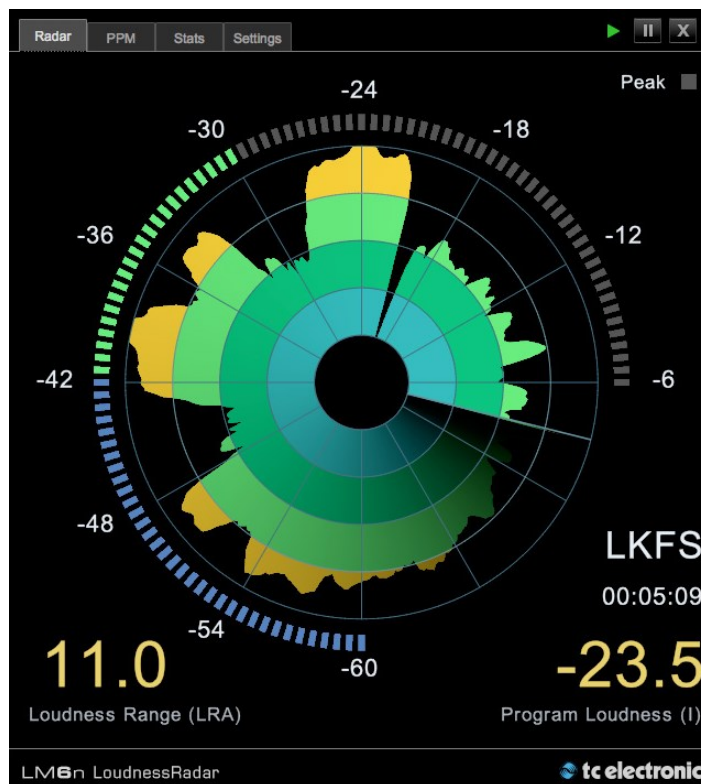 Radar PPM Stats Settings
Peak
-24
-30 -18
-36 -12
-42 -6
-48
LKFS
00:05:09
-54
-60
11.0 -23.5
Loudness Range (LRA) Program Loudness (I)
LM6n LoudnessRadar tc electronic